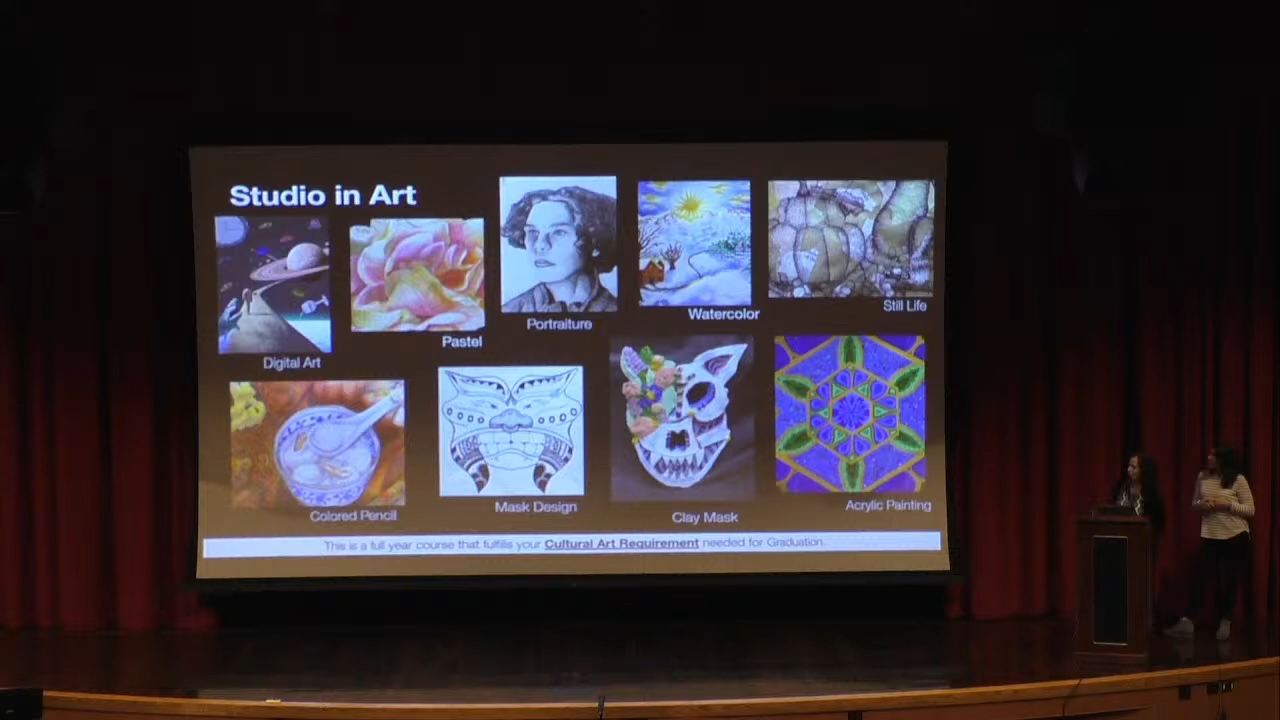 Studio in Art
Digital Art
Pastel
Portraiture
Watercolor
Still Life
Colored Pencil
Mask Design
Clay Mask
Acrylic Painting
This is a full year course that fulfills your Cultural Art Requirement needed for Graduation.